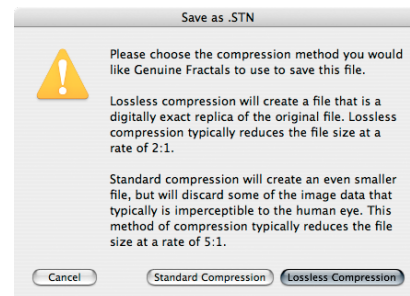 Save as .STN
Please choose the compression method you would
like Genuine Fractals to use to save this file.
Lossless compression will create a file that is a
digitally exact replica of the original file. Lossless
compression typically reduces the file size at a
rate of 2:1.
Standard compression will create an even smaller
file, but will discard some of the image data that
typically is imperceptible to the human eye. This
method of compression typically reduces the file
size at a rate of 5:1.
Cancel Standard Compression Lossless Compression